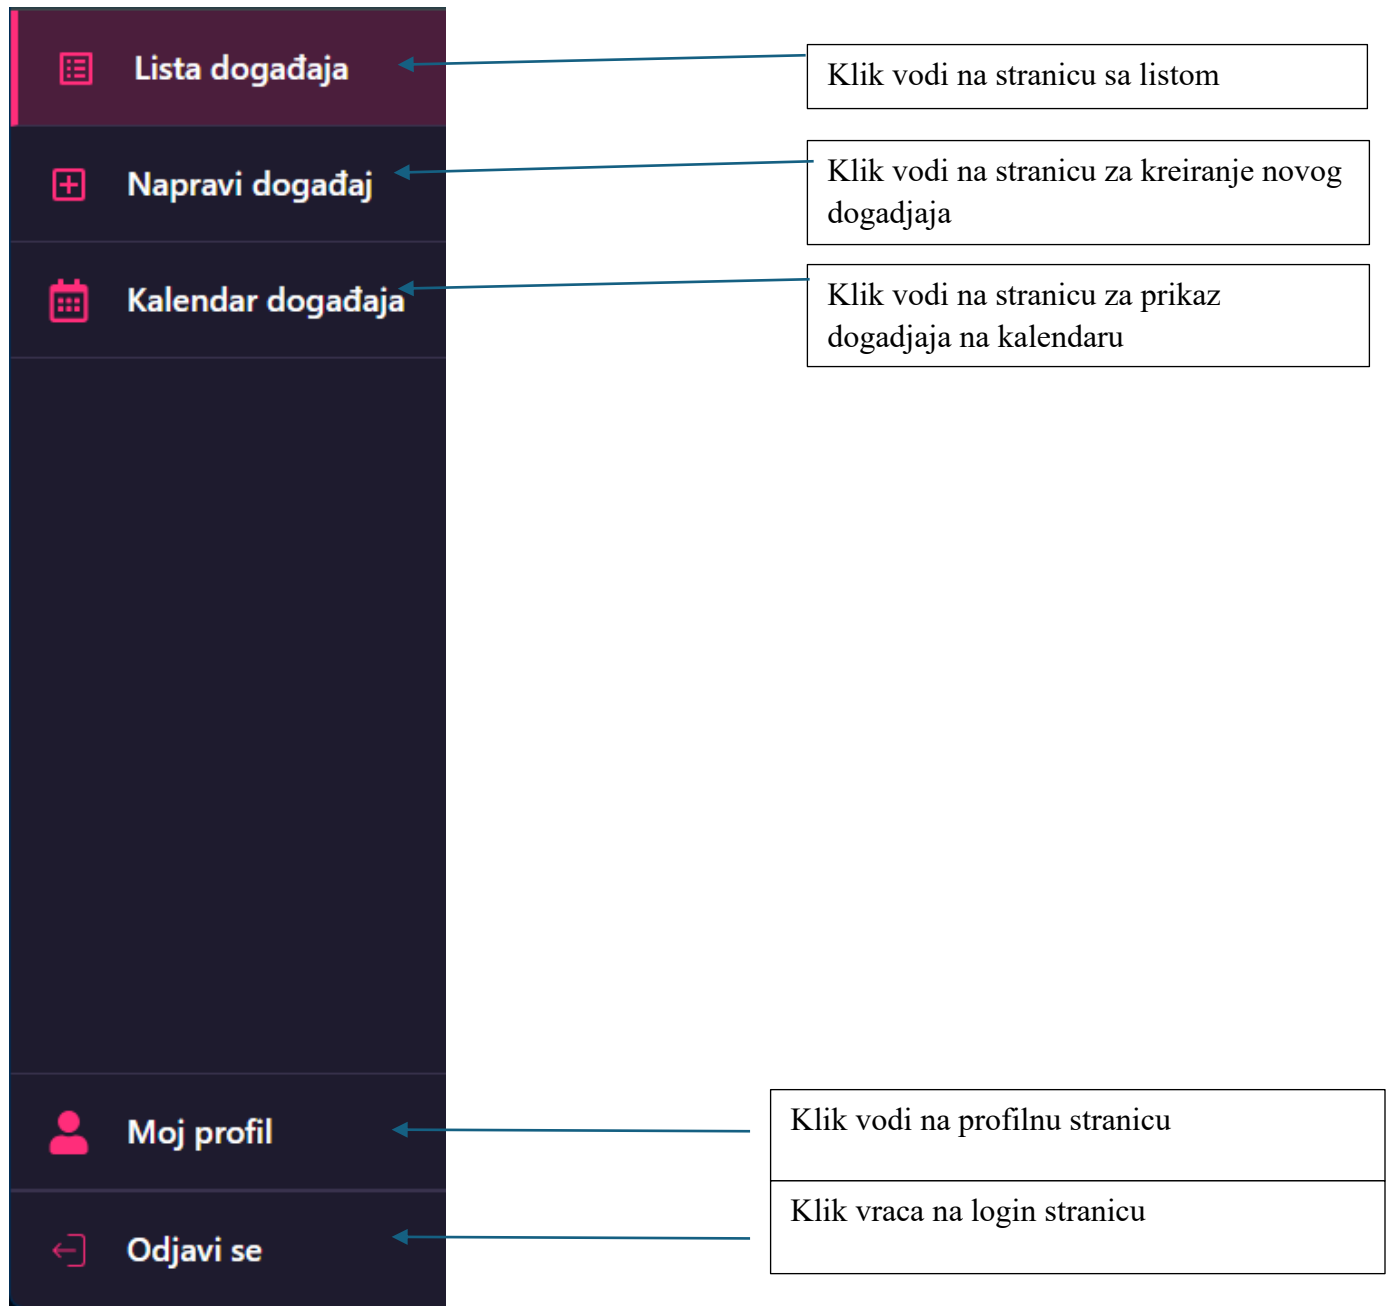 Lista događaja
Klik vodi na stranicu sa listom
Napravi događaj
Klik vodi na stranicu za kreiranje novog
dogadjaja
Kalendar događaja
Klik vodi na stranicu za prikaz
dogadjaja na kalendaru
Moj profil
Klik vodi na profilnu stranicu
Odjavi se
Klik vraca na login stranicu